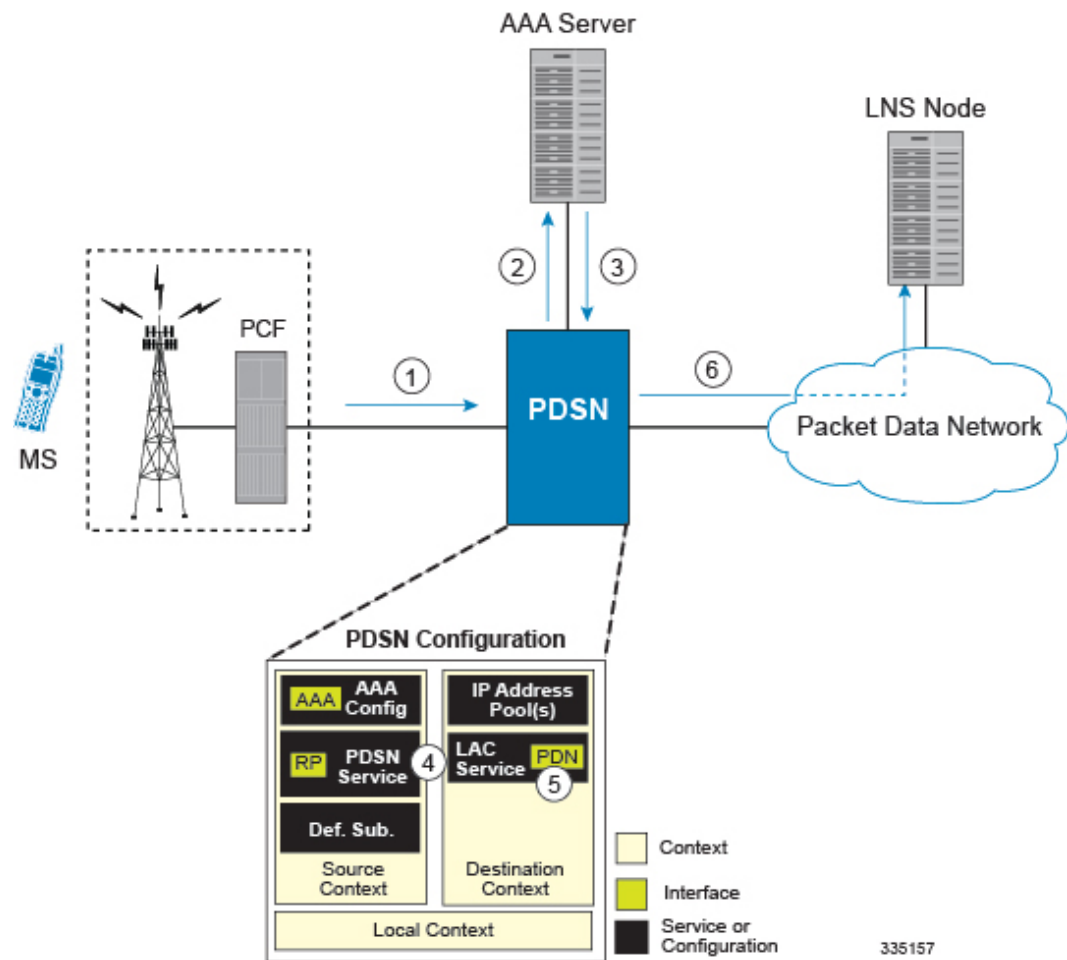 AAA Server
LNS Node
2
3
PCF
1
6
PDSN
Packet Data Network
MS
PDSN Configuration
AAA
AAA
Config
IP Address
Pool(s)
RP
PDSN
Service
4
LAC
Service
PDN
5
Def. Sub.
Source
Context
Destination
Context
Local Context
Context
Interface
Service or
Configuration
335157